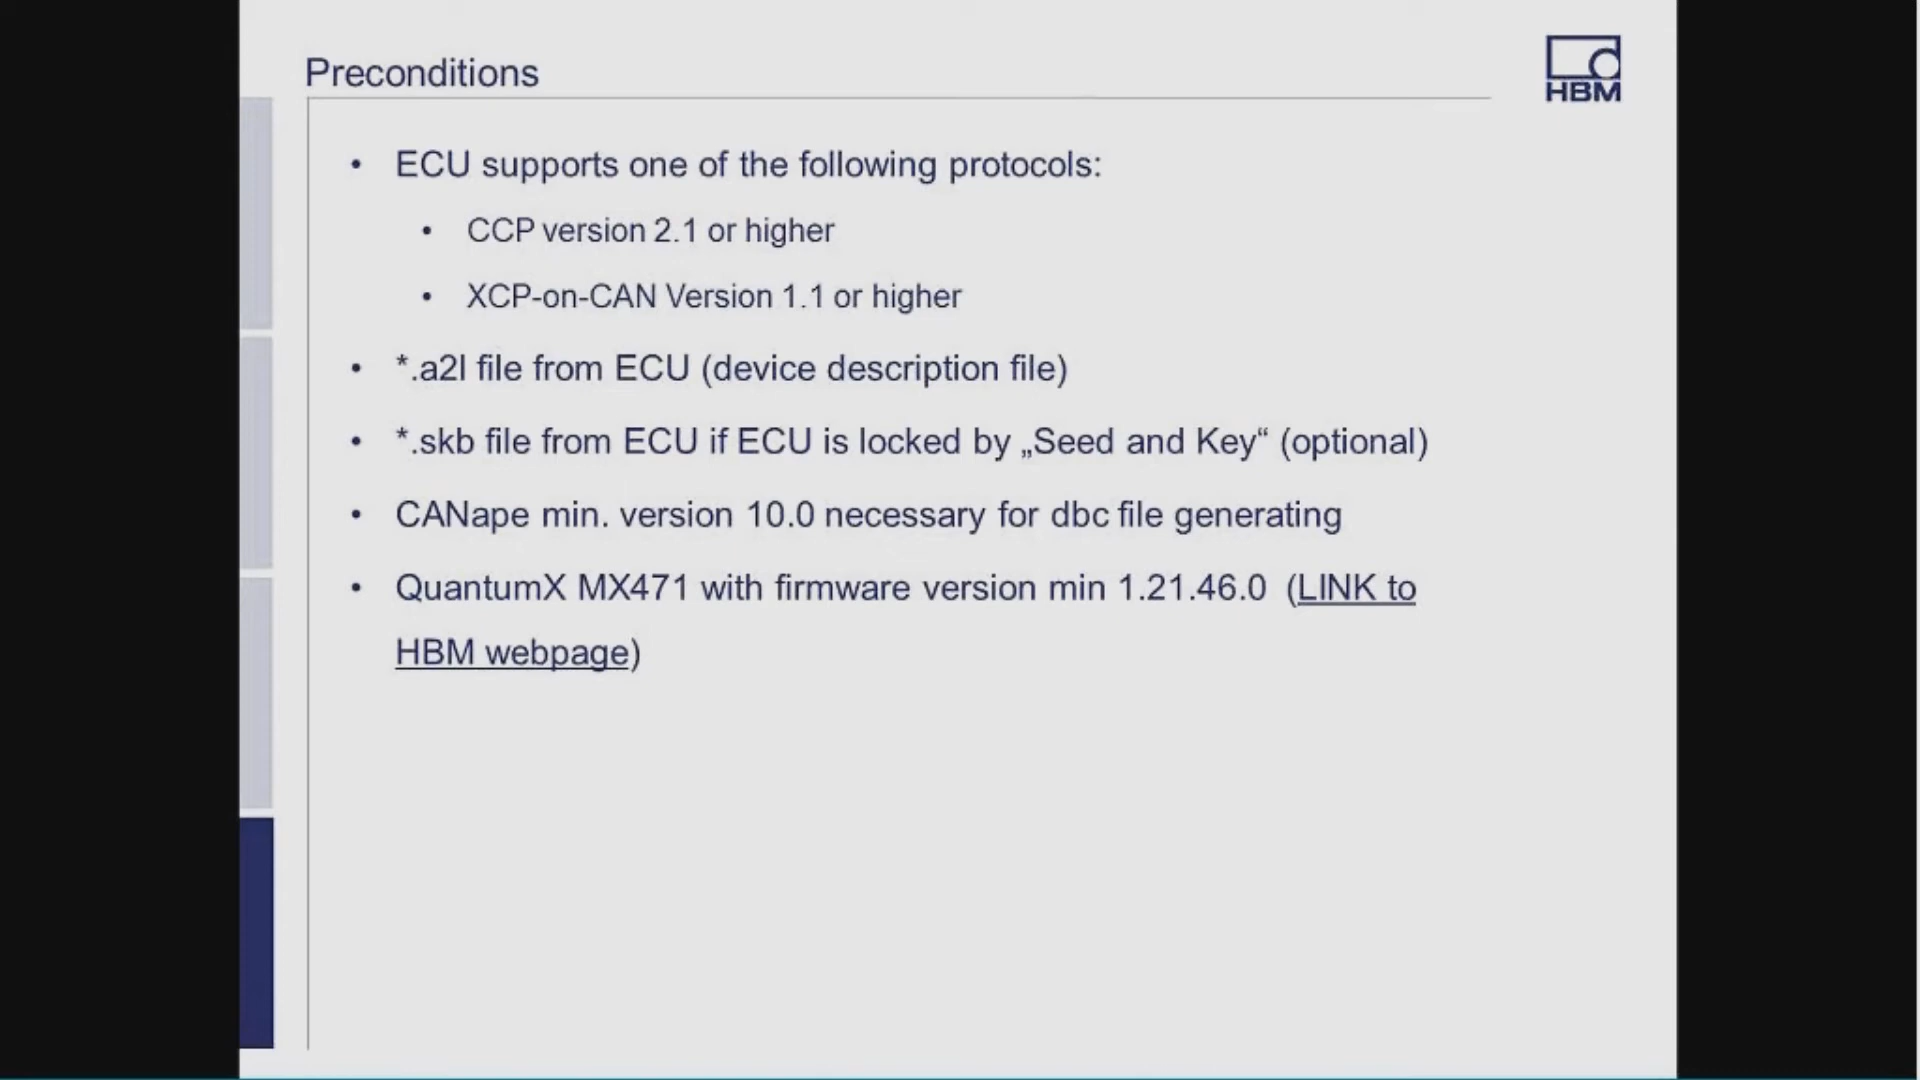 Preconditions
HBM
• ECU supports one of the following protocols:
• CCP version 2.1 or higher
• XCP-on-CAN Version 1.1 or higher
• *.a2l file from ECU (device description file)
• *.skb file from ECU if ECU is locked by „Seed and Key“ (optional)
• CANape min. version 10.0 necessary for dbc file generating
• QuantumX MX471 with firmware version min 1.21.46.0 (LINK to
HBM webpage)